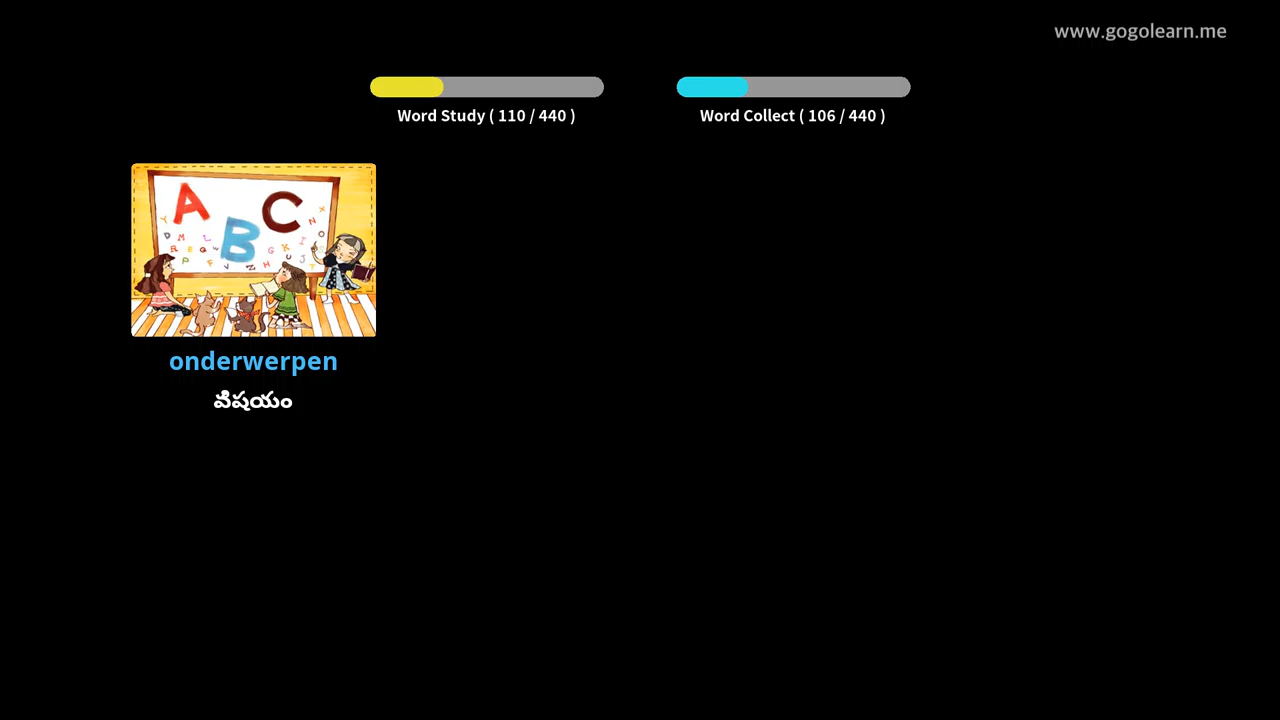 www.gogolearn.me
Word Study ( 110 / 440 )
Word Collect ( 106 / 440 )
A
B
C
onderwerpen
విషయం